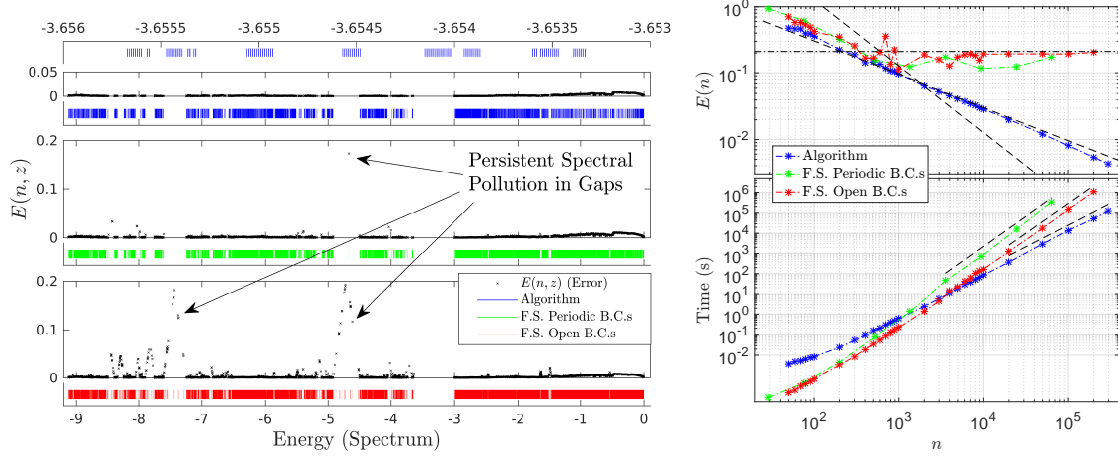 -3.656 -3.6555 -3.655 -3.6545 -3.654 -3.6535 -3.653
0.05
0
0.2
0.1
0
Persistent Spectral
Pollution in Gaps
E(n, z)
0.2
0.1
0
E(n, z) (Error)
Algorithm
F.S. Periodic B.C.s
F.S. Open B.C.s
-9 -8 -7 -6 -5 -4 -3 -2 -1 0
Energy (Spectrum)
10^0
10^-1
10^-2
E(n)
Algorithm
F.S. Periodic B.C.s
F.S. Open B.C.s
10^6
10^5
10^4
10^3
10^2
10^1
10^0
10^-1
10^-2
Time (s)
10^2 10^3 10^4 10^5
n